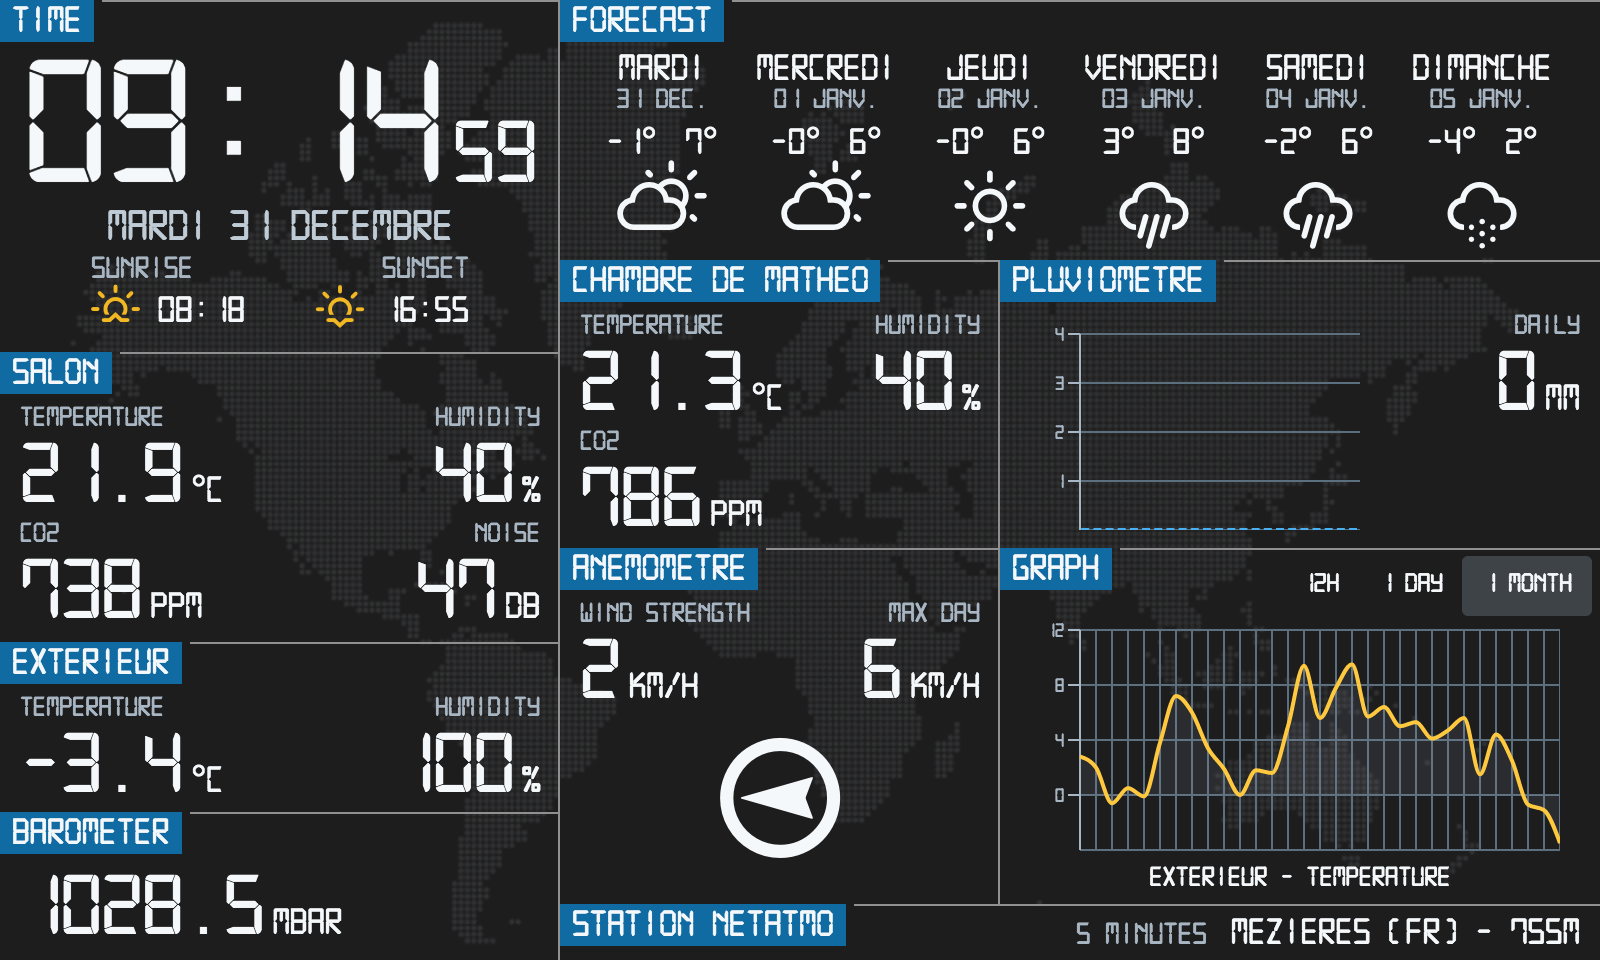 TIME
09:14 59
MARDI 31 DECEMBRE
SUNRISE SUNSET
08:18 16:55
SALON
TEMPERATURE HUMIDITY
21.9 °C 40 %
CO2 NOISE
738 PPM 47 DB
EXTERIEUR
TEMPERATURE HUMIDITY
-3.4 °C 100 %
BAROMETER
1028.5 MBAR
FORECAST
MARDI MERCREDI JEUDI VENDREDI SAMEDI DIMANCHE
31 DEC. 01 JANV. 02 JANV. 03 JANV. 04 JANV. 05 JANV.
-1° 7° -0° 6° -0° 6° 3° 8° -2° 6° -4° 2°
CHAMBRE DE MATHEO
TEMPERATURE HUMIDITY
21.3 °C 40 %
CO2
786 PPM
PLUVIOMETRE
DAILY
0 MM
4
3
2
1
ANEMOMETRE
WIND STRENGTH MAX DAY
2 KM/H 6 KM/H
GRAPH
12H 1 DAY 1 MONTH
12
8
4
0
EXTERIEUR - TEMPERATURE
STATION NETATMO
5 MINUTES MEZIERES (FR) - 755M